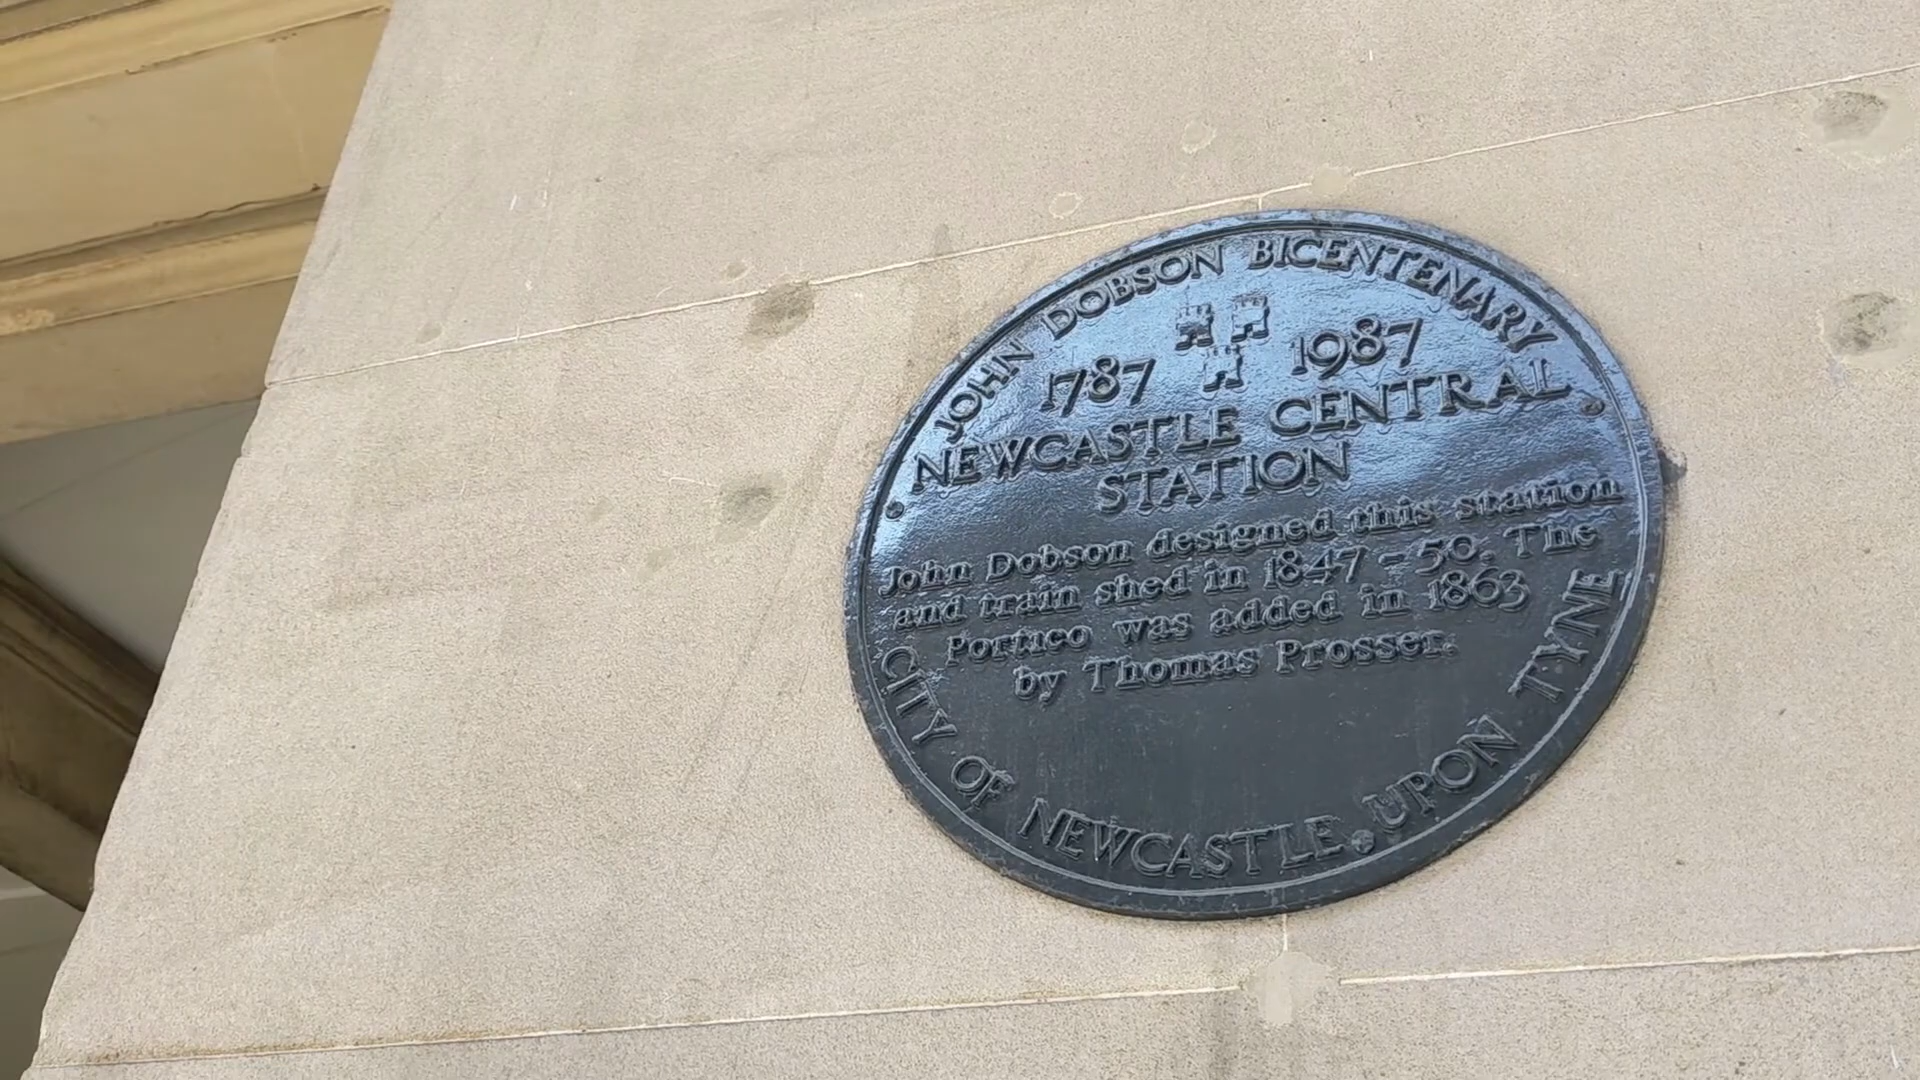 JOHN DOBSON BICENTENARY
1787 1987
NEWCASTLE CENTRAL
STATION
John Dobson designed this station
and train shed in 1847 - 50. The
Portico was added in 1863
by Thomas Prosser.
CITY OF NEWCASTLE UPON TYNE